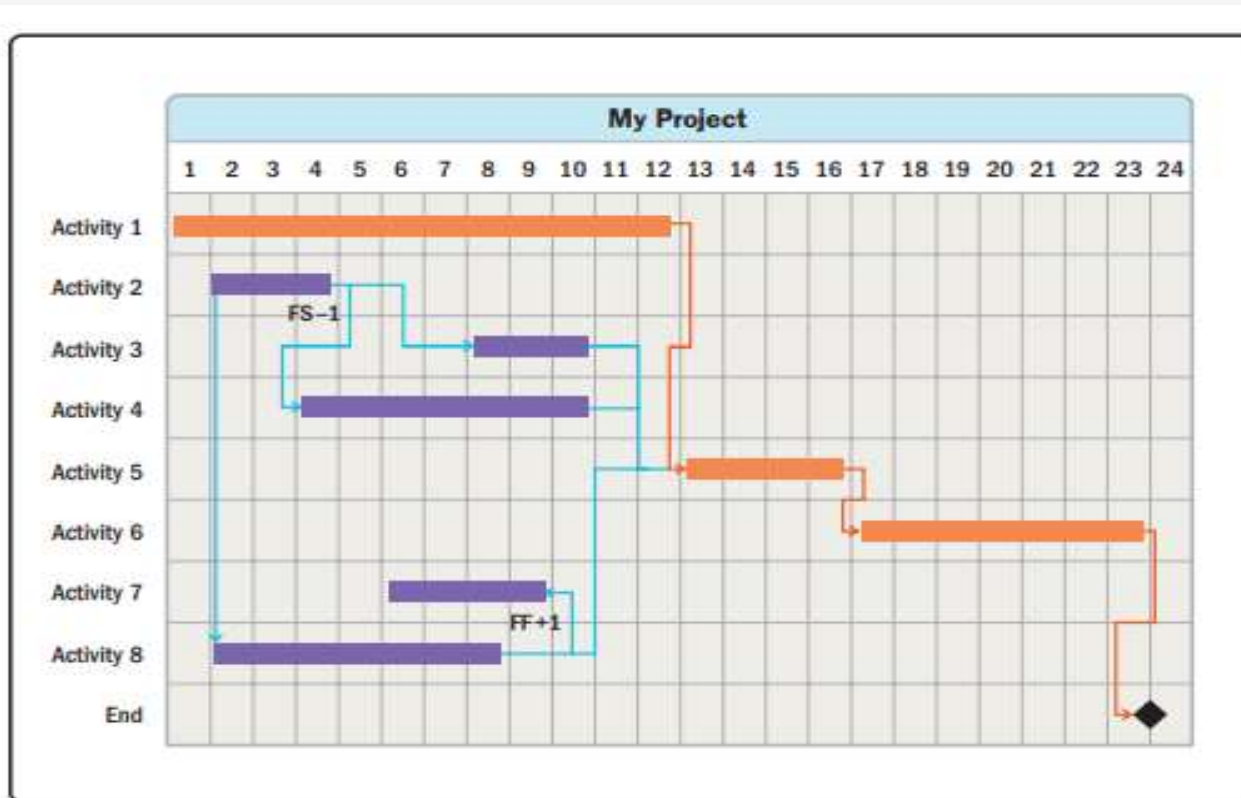 My Project
1 2 3 4 5 6 7 8 9 10 11 12 13 14 15 16 17 18 19 20 21 22 23 24
Activity 1
Activity 2
FS–1
Activity 3
Activity 4
Activity 5
Activity 6
Activity 7
FF+1
Activity 8
End